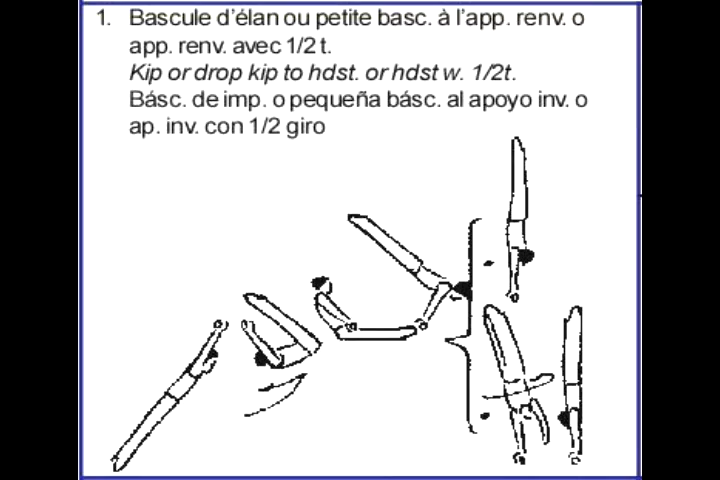 1. Bascule d'élan ou petite basc. à l'app. renv. o
app. renv. avec 1/2 t.
Kip or drop kip to hdst. or hdst w. 1/2t.
Básc. de imp. o pequeña básc. al apoyo inv. o
ap. inv. con 1/2 giro